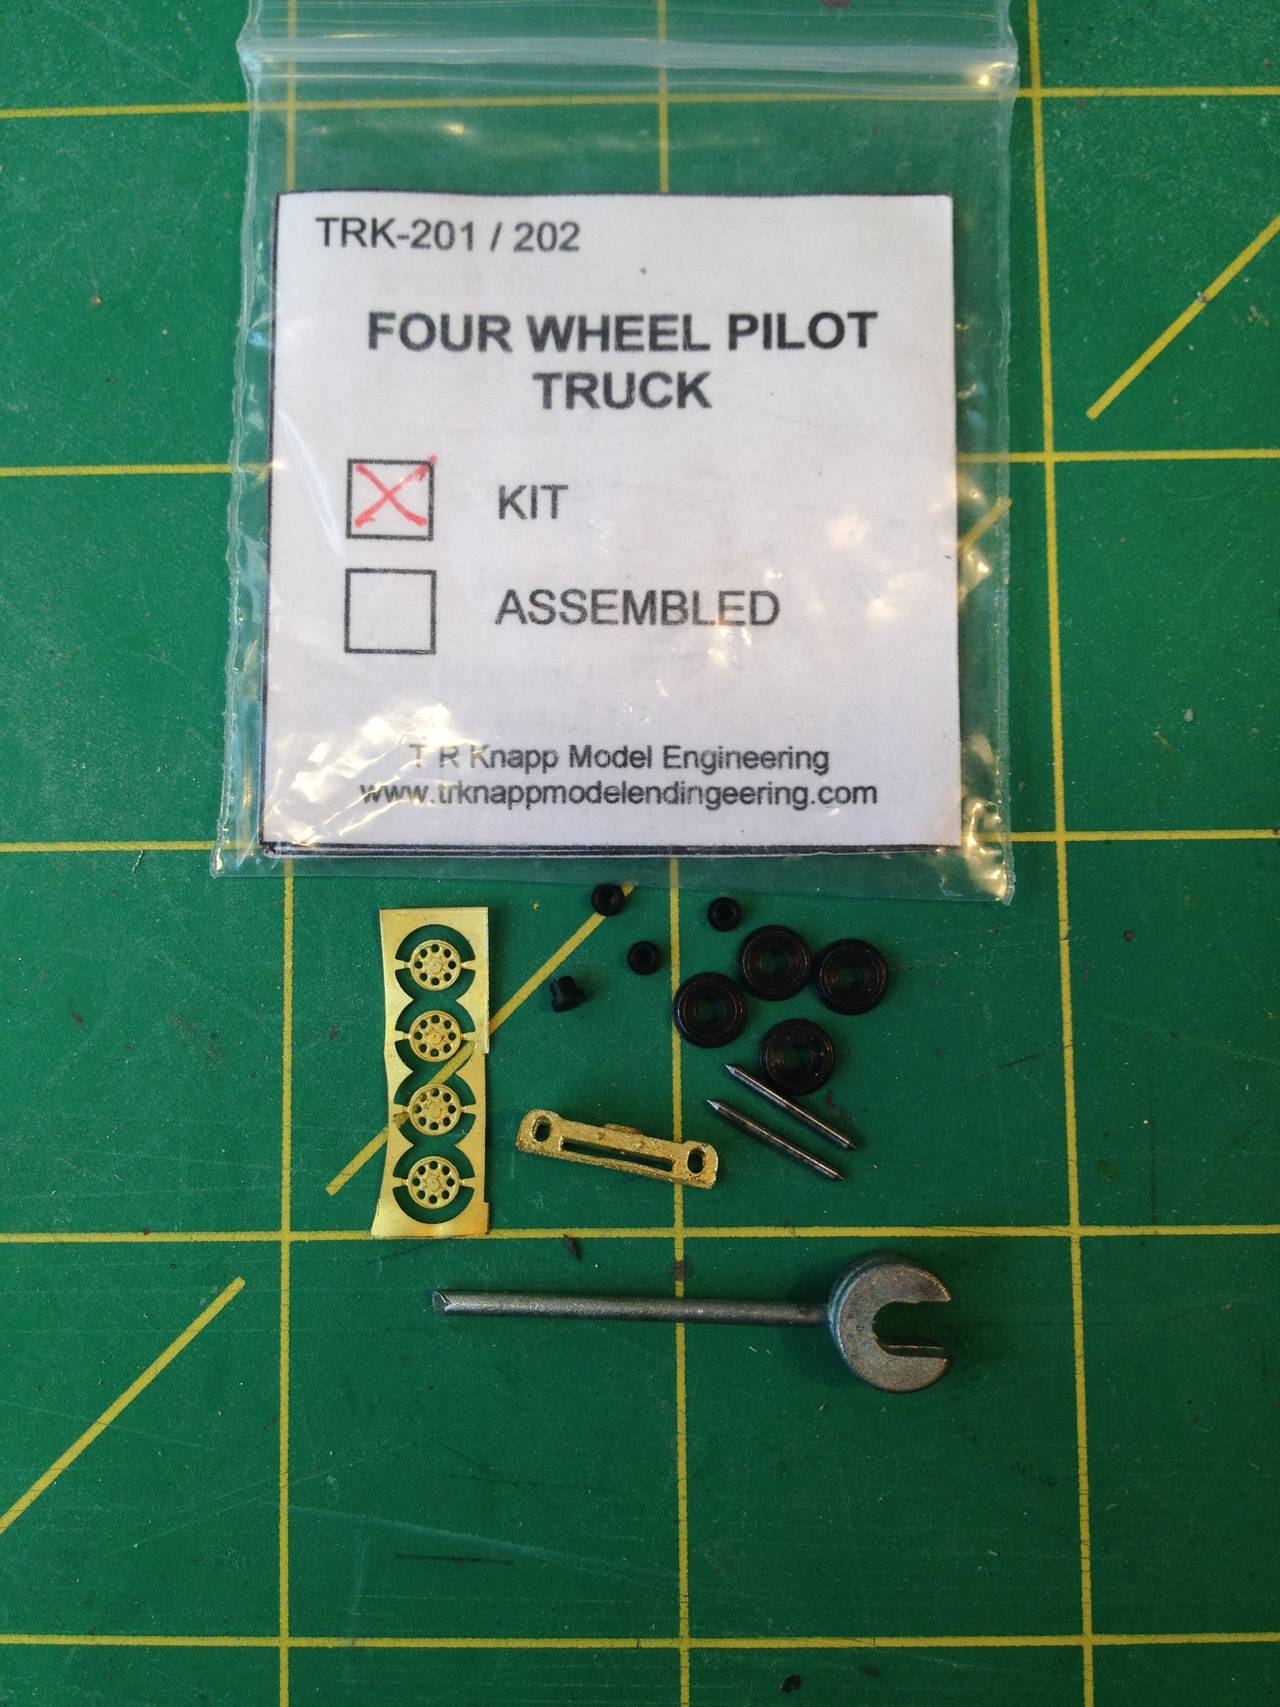 TRK-201 / 202
FOUR WHEEL PILOT
TRUCK
KIT
ASSEMBLED
T R Knapp Model Engineering
www.trknappmodelendingeering.com